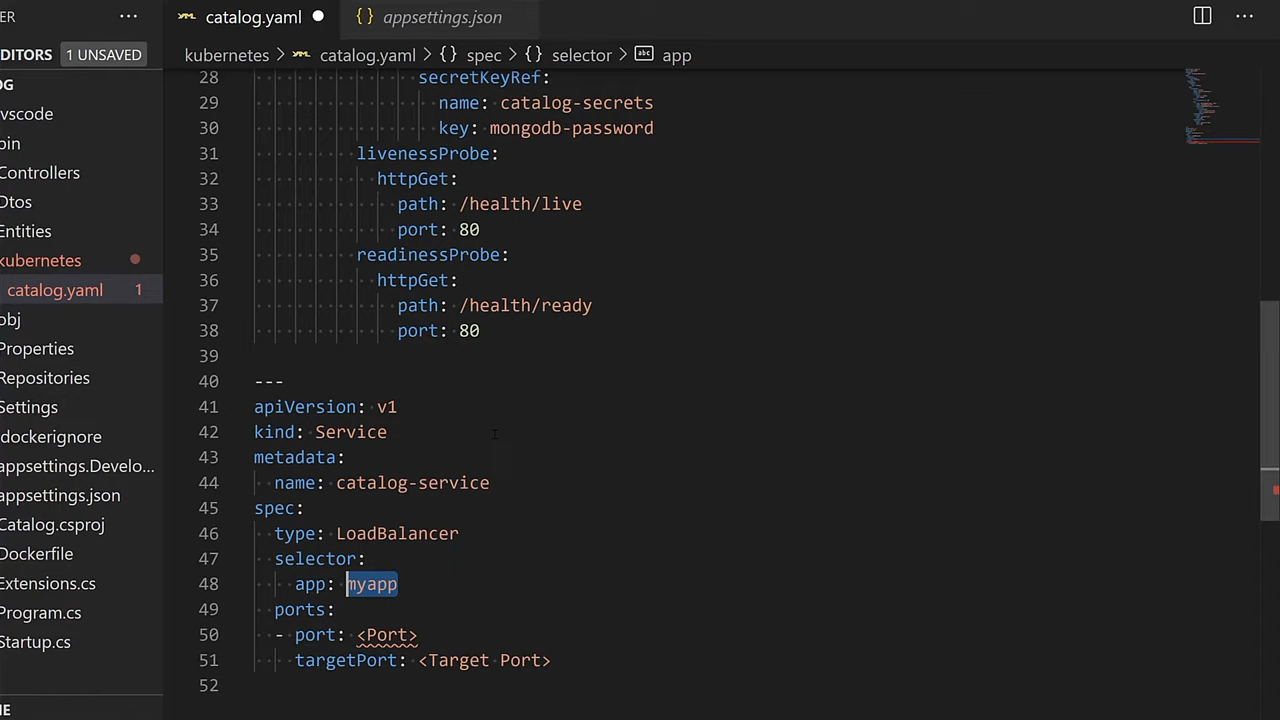 ER
···
catalog.yaml
{} appsettings.json
···
EDITORS 1 UNSAVED
kubernetes > catalog.yaml > {} spec > {} selector > abc app
OG
vscode
bin
Controllers
Dtos
Entities
kubernetes
catalog.yaml 1
obj
Properties
Repositories
Settings
dockerignore
appsettings.Develo...
appsettings.json
Catalog.csproj
Dockerfile
Extensions.cs
Program.cs
Startup.cs
NE
28 secretKeyRef:
29 name: catalog-secrets
30 key: mongodb-password
31 livenessProbe:
32 httpGet:
33 path: /health/live
34 port: 80
35 readinessProbe:
36 httpGet:
37 path: /health/ready
38 port: 80
39
40 ---
41 apiVersion: v1
42 kind: Service
43 metadata:
44 name: catalog-service
45 spec:
46 type: LoadBalancer
47 selector:
48 app: myapp
49 ports:
50 - port: <Port>
51 targetPort: <Target Port>
52